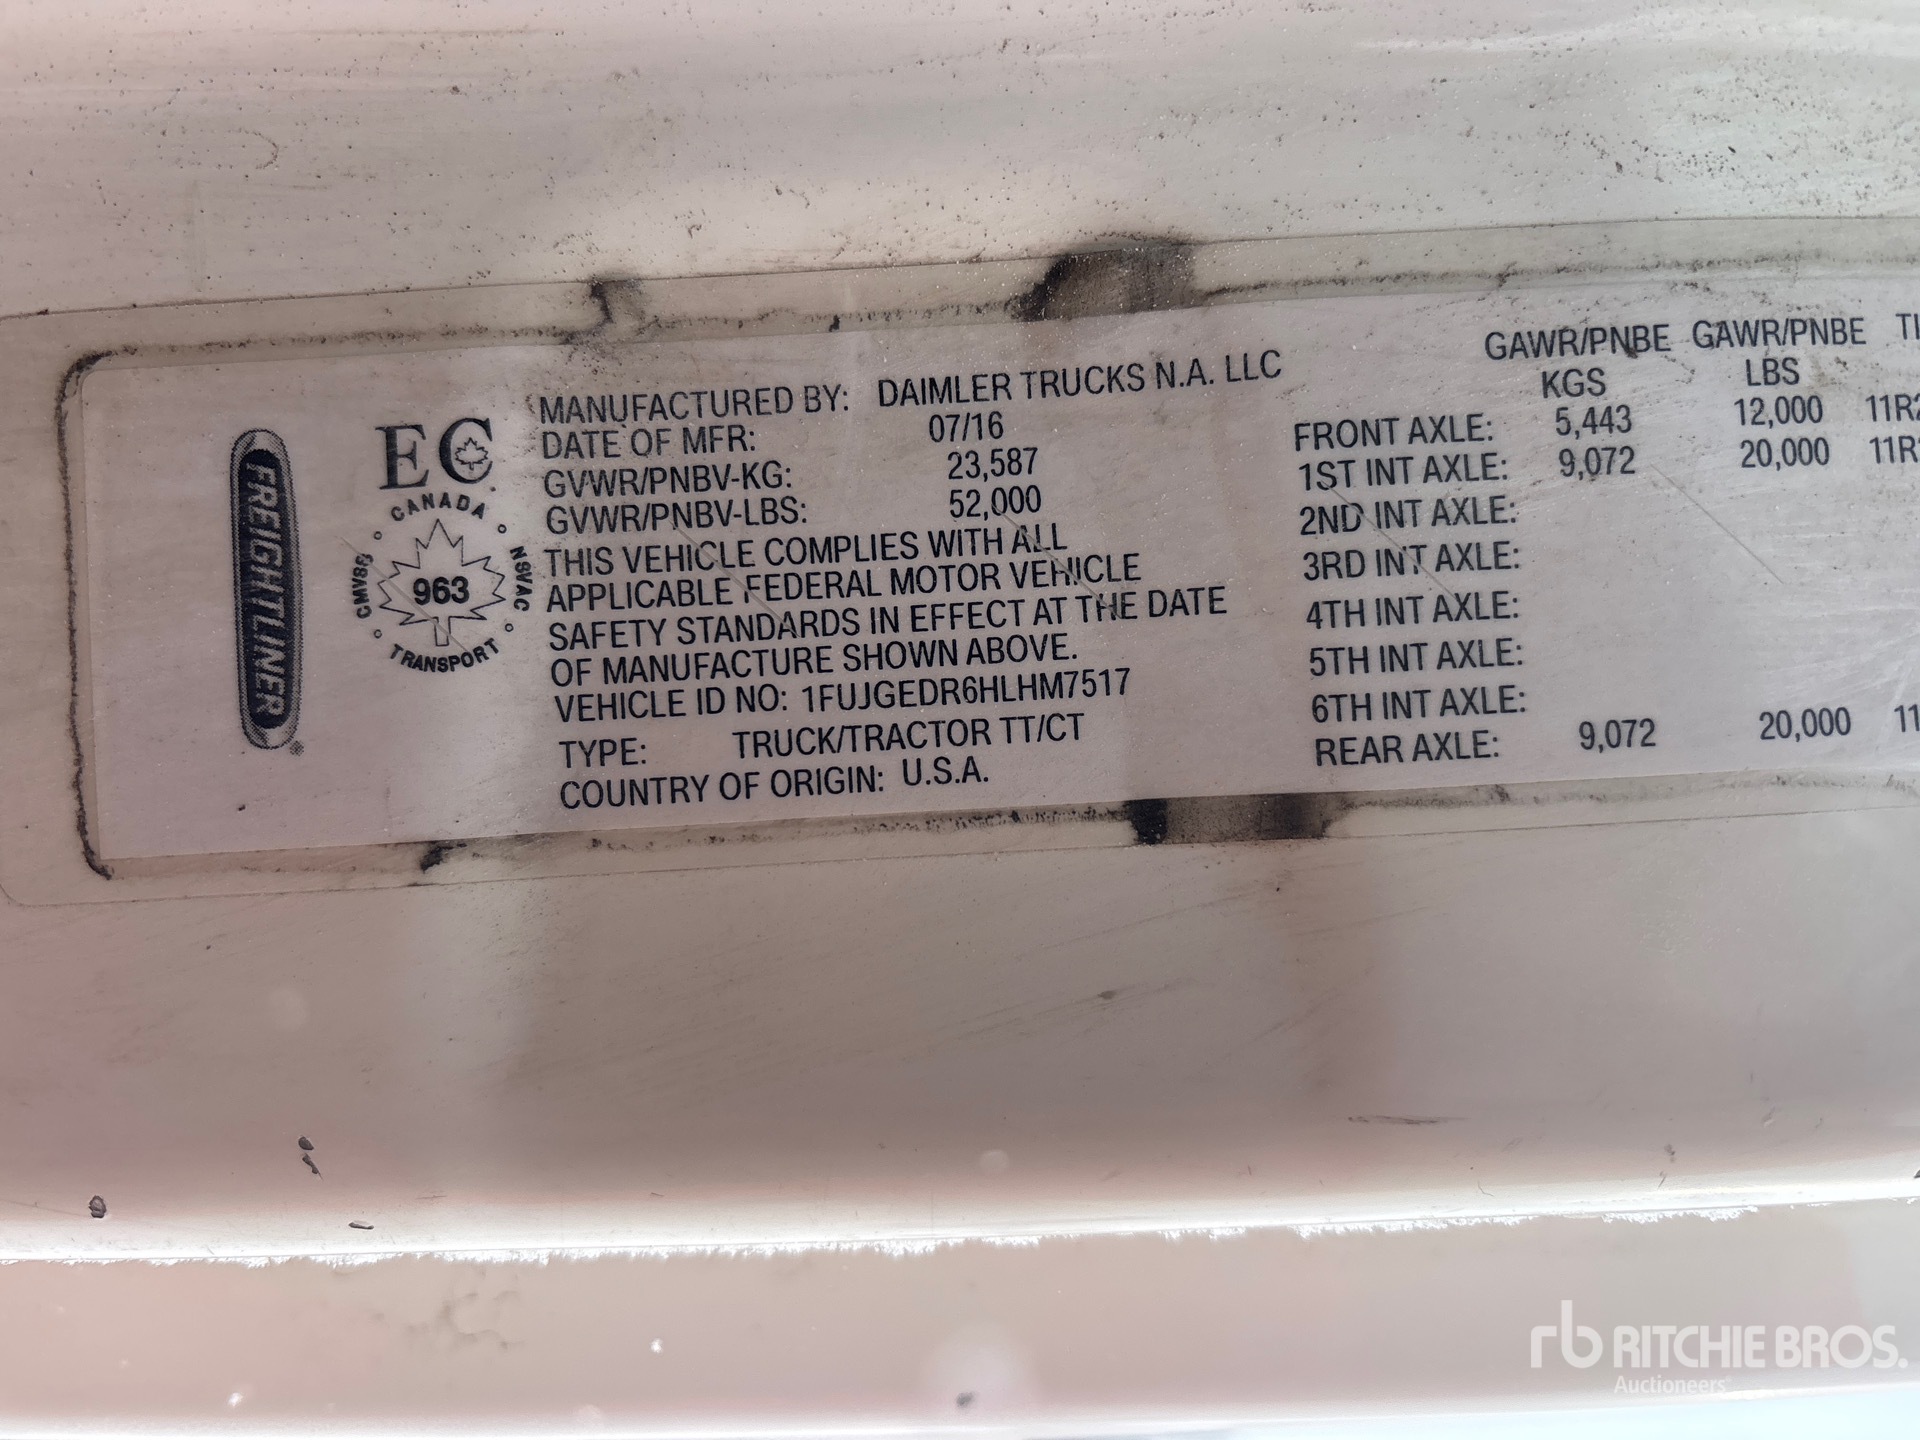 FREIGHTLINER®
EC
CANADA
CMVSS
NSVAC
963
TRANSPORT
MANUFACTURED BY: DAIMLER TRUCKS N.A. LLC
DATE OF MFR: 07/16
GVWR/PNBV-KG: 23,587
GVWR/PNBV-LBS: 52,000
THIS VEHICLE COMPLIES WITH ALL
APPLICABLE FEDERAL MOTOR VEHICLE
SAFETY STANDARDS IN EFFECT AT THE DATE
OF MANUFACTURE SHOWN ABOVE.
VEHICLE ID NO: 1FUJGEDR6HLHM7517
TYPE: TRUCK/TRACTOR TT/CT
COUNTRY OF ORIGIN: U.S.A.
GAWR/PNBE GAWR/PNBE
KGS LBS
FRONT AXLE: 5,443 12,000
1ST INT AXLE: 9,072 20,000
2ND INT AXLE:
3RD INT AXLE:
4TH INT AXLE:
5TH INT AXLE:
6TH INT AXLE:
REAR AXLE: 9,072 20,000
rb RITCHIE BROS.
Auctioneers